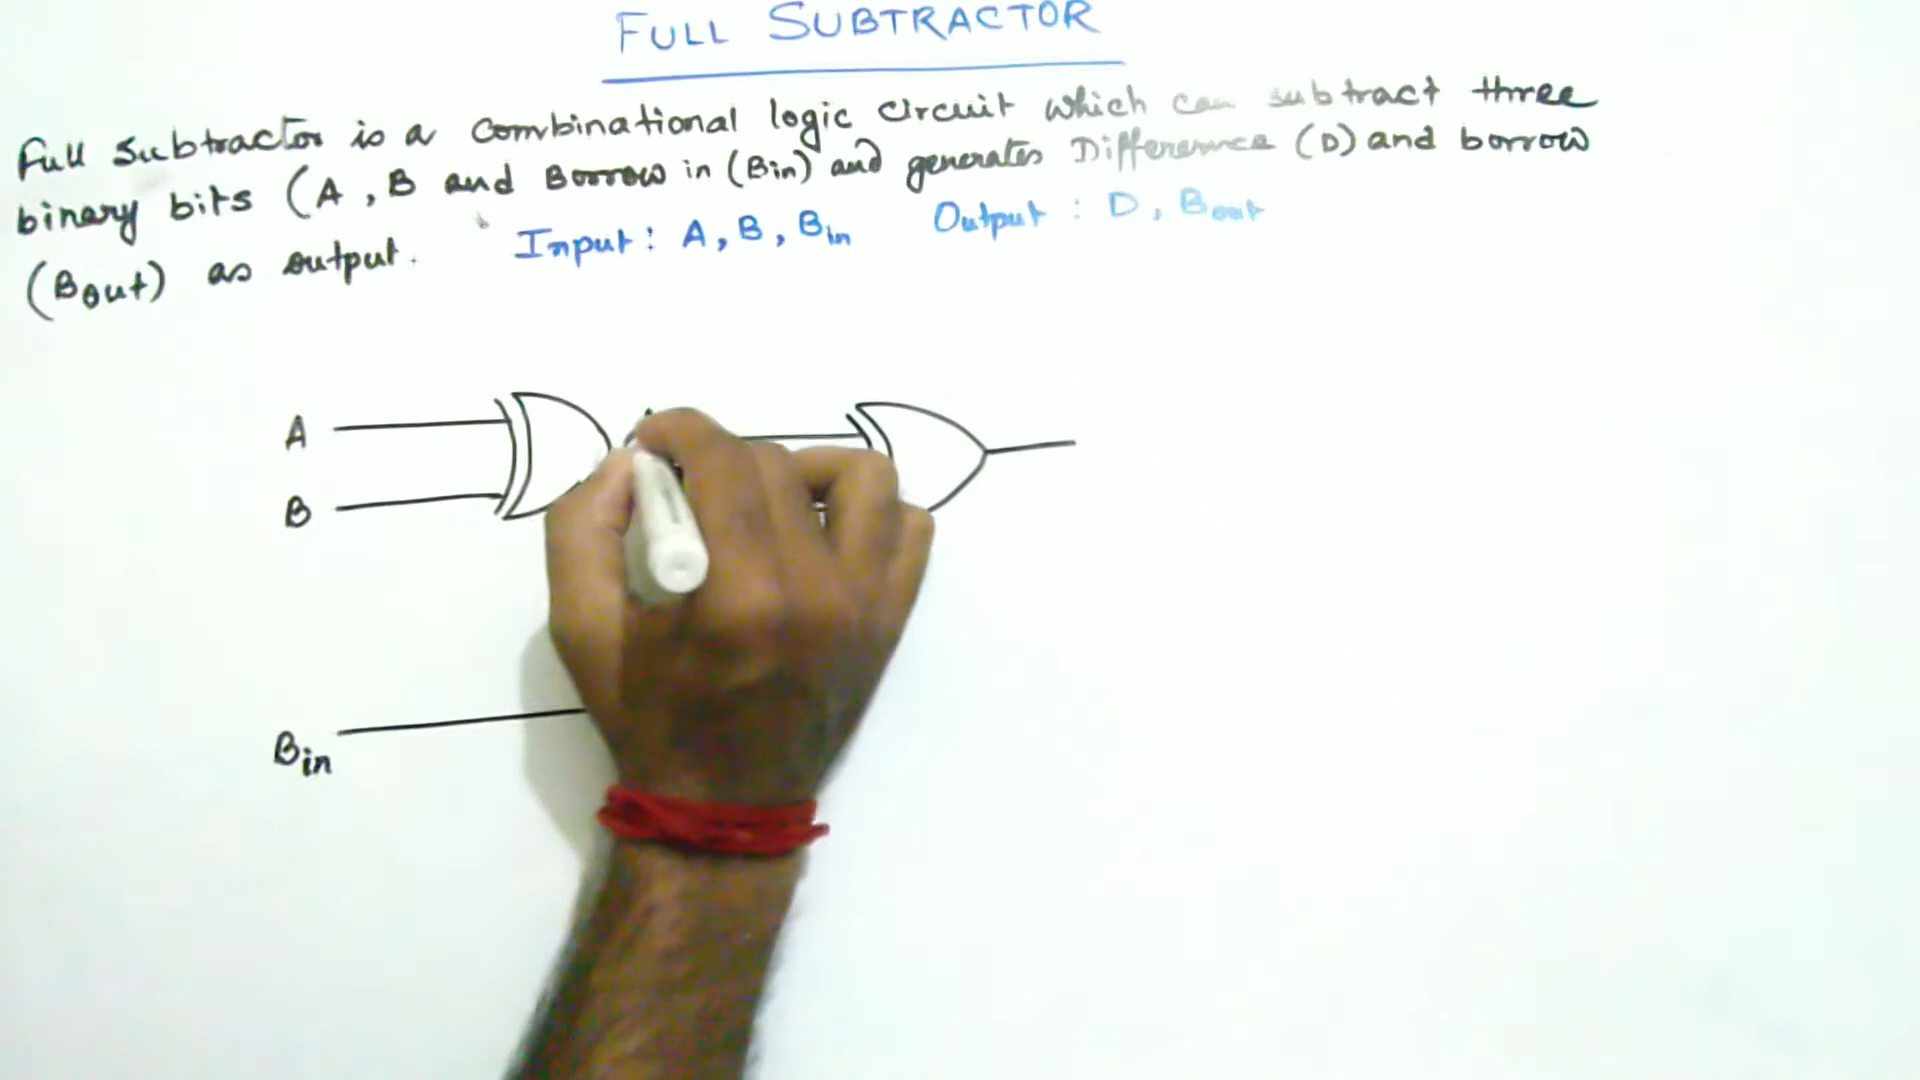 FULL SUBTRACTOR
Full Subtractor is a combinational logic circuit which can subtract three
binary bits (A, B and Borrow in (Bin) and generates Difference (D) and borrow
(Bout) as output.
Input: A, B, Bin Output: D, Bout
A
B
Bin